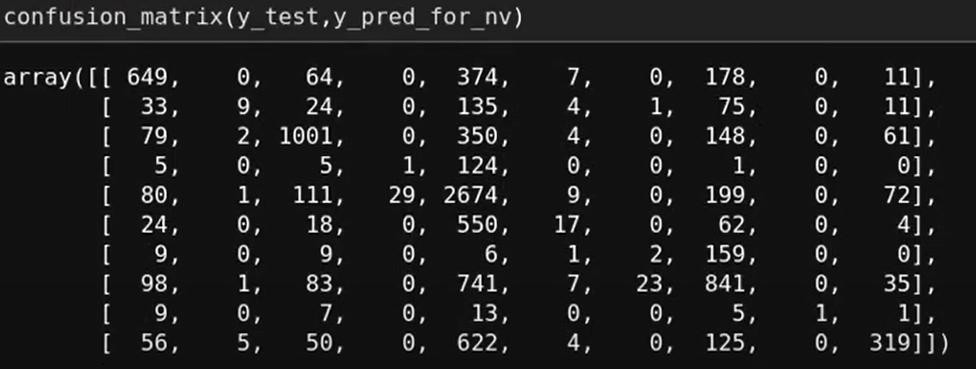 confusion_matrix(y_test,y_pred_for_nv)
array([[ 649, 0, 64, 0, 374, 7, 0, 178, 0, 11],
[ 33, 9, 24, 0, 135, 4, 1, 75, 0, 11],
[ 79, 2, 1001, 0, 350, 4, 0, 148, 0, 61],
[ 5, 0, 5, 1, 124, 0, 0, 1, 0, 0],
[ 80, 1, 111, 29, 2674, 9, 0, 199, 0, 72],
[ 24, 0, 18, 0, 550, 17, 0, 62, 0, 4],
[ 9, 0, 9, 0, 6, 1, 2, 159, 0, 0],
[ 98, 1, 83, 0, 741, 7, 23, 841, 0, 35],
[ 9, 0, 7, 0, 13, 0, 0, 5, 1, 1],
[ 56, 5, 50, 0, 622, 4, 0, 125, 0, 319]])